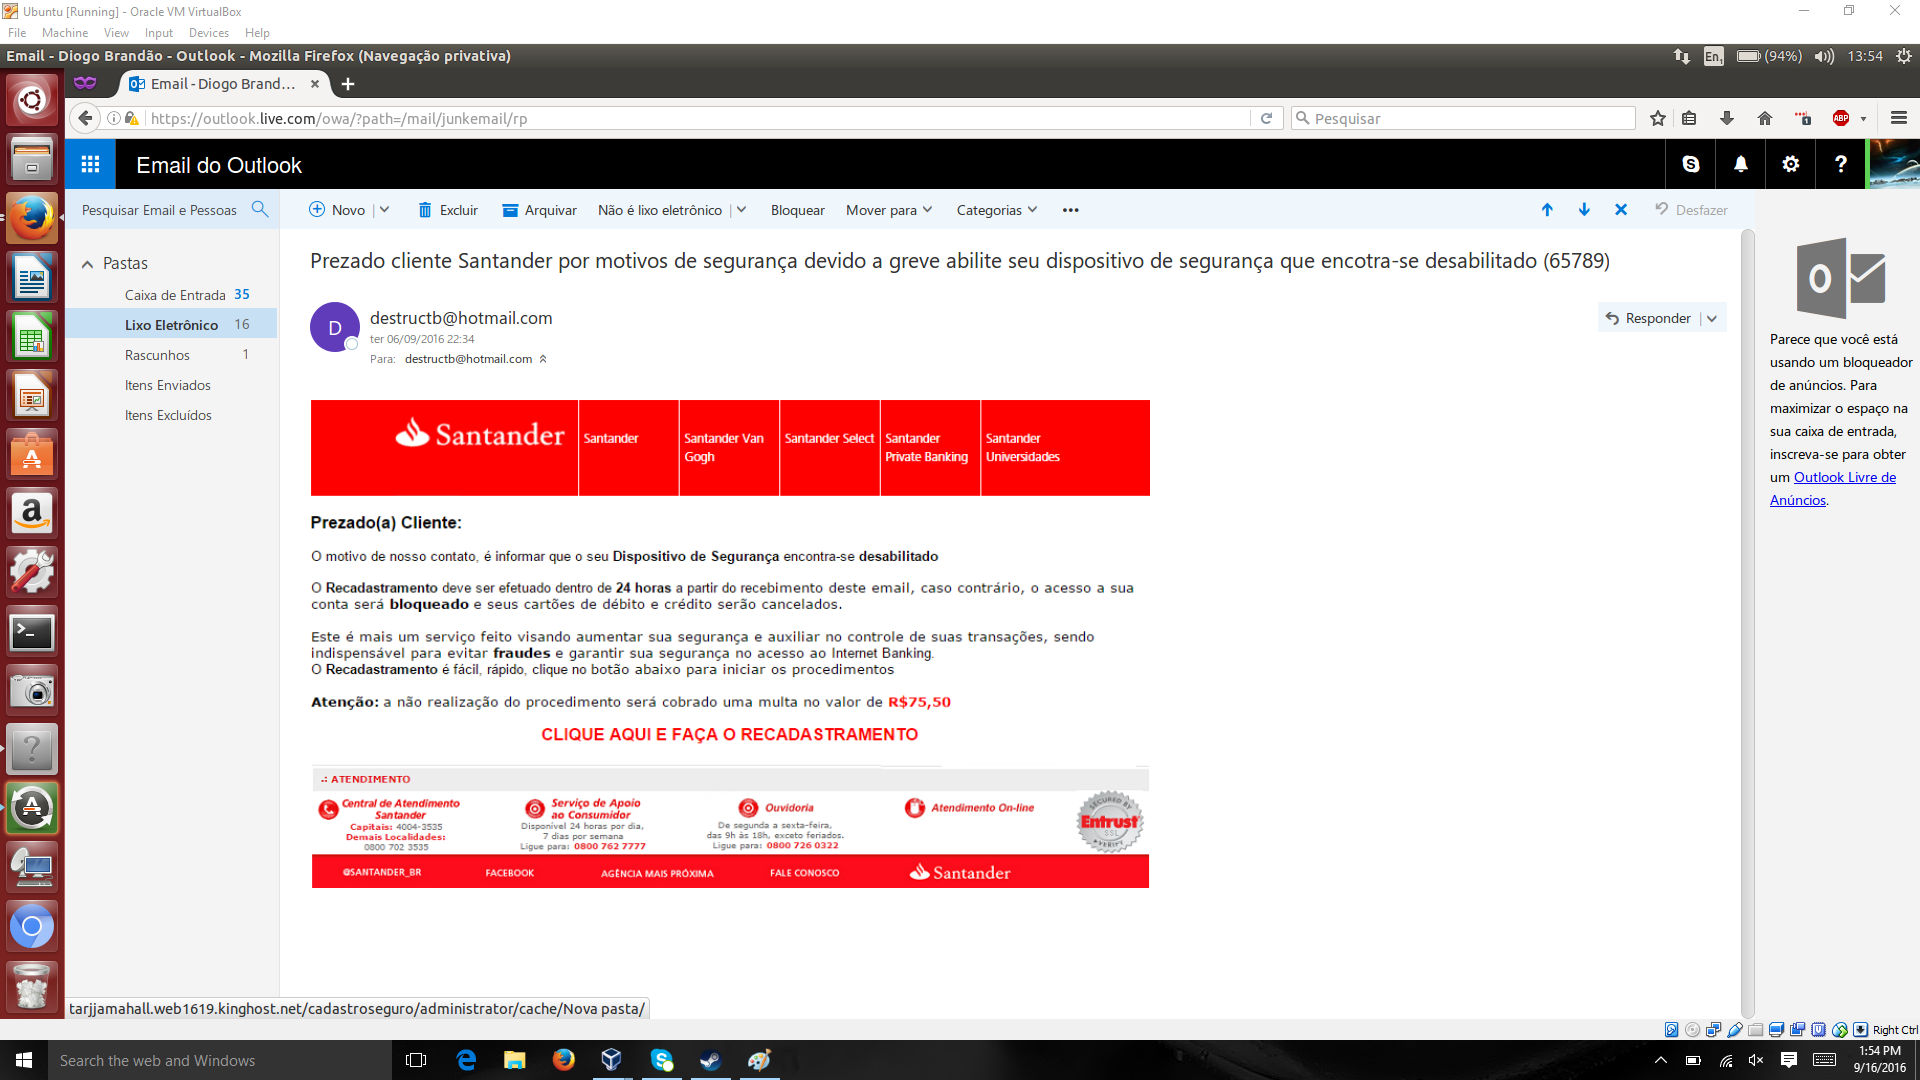 Ubuntu [Running] - Oracle VM VirtualBox
File Machine View Input Devices Help
Email - Diogo Brandão - Outlook - Mozilla Firefox (Navegação privativa)
En1 (94%) 13:54
Email - Diogo Brand...
https://outlook.live.com/owa/?path=/mail/junkemail/rp
Pesquisar
ABP
Email do Outlook
Pesquisar Email e Pessoas
Novo Excluir Arquivar Não é lixo eletrônico Bloquear Mover para Categorias ••• Desfazer
Pastas
Caixa de Entrada 35
Lixo Eletrônico 16
Rascunhos 1
Itens Enviados
Itens Excluídos
Prezado cliente Santander por motivos de segurança devido a greve abilite seu dispositivo de segurança que encotra-se desabilitado (65789)
D
destructb@hotmail.com
ter 06/09/2016 22:34
Para: destructb@hotmail.com
Responder
Parece que você está
usando um bloqueador
de anúncios. Para
maximizar o espaço na
sua caixa de entrada,
inscreva-se para obter
um Outlook Livre de
Anúncios.
Santander
Santander
Santander Van
Gogh
Santander Select
Santander
Private Banking
Santander
Universidades
Prezado(a) Cliente:
O motivo de nosso contato, é informar que o seu Dispositivo de Segurança encontra-se desabilitado
O Recadastramento deve ser efetuado dentro de 24 horas a partir do recebimento deste email, caso contrário, o acesso a sua
conta será bloqueado e seus cartões de débito e crédito serão cancelados.
Este é mais um serviço feito visando aumentar sua segurança e auxiliar no controle de suas transações, sendo
indispensável para evitar fraudes e garantir sua segurança no acesso ao Internet Banking.
O Recadastramento é fácil, rápido, clique no botão abaixo para iniciar os procedimentos
Atenção: a não realização do procedimento será cobrado uma multa no valor de R$75,50
CLIQUE AQUI E FAÇA O RECADASTRAMENTO
.: ATENDIMENTO
Central de Atendimento
Santander
Capitais: 4004-3535
Demais Localidades:
0800 702 3535
Serviço de Apoio
ao Consumidor
Disponível 24 horas por dia,
7 dias por semana
Ligue para: 0800 762 7777
Ouvidoria
De segunda a sexta-feira,
das 9h às 18h, exceto feriados.
Ligue para: 0800 726 0322
Atendimento On-line
SECURED BY
Entrust
SSL
VERIFY
@SANTANDER_BR FACEBOOK AGÊNCIA MAIS PRÓXIMA FALE CONOSCO Santander
tarjjamahall.web1619.kinghost.net/cadastroseguro/administrator/cache/Nova pasta/
Right Ctrl
Search the web and Windows
1:54 PM
9/16/2016